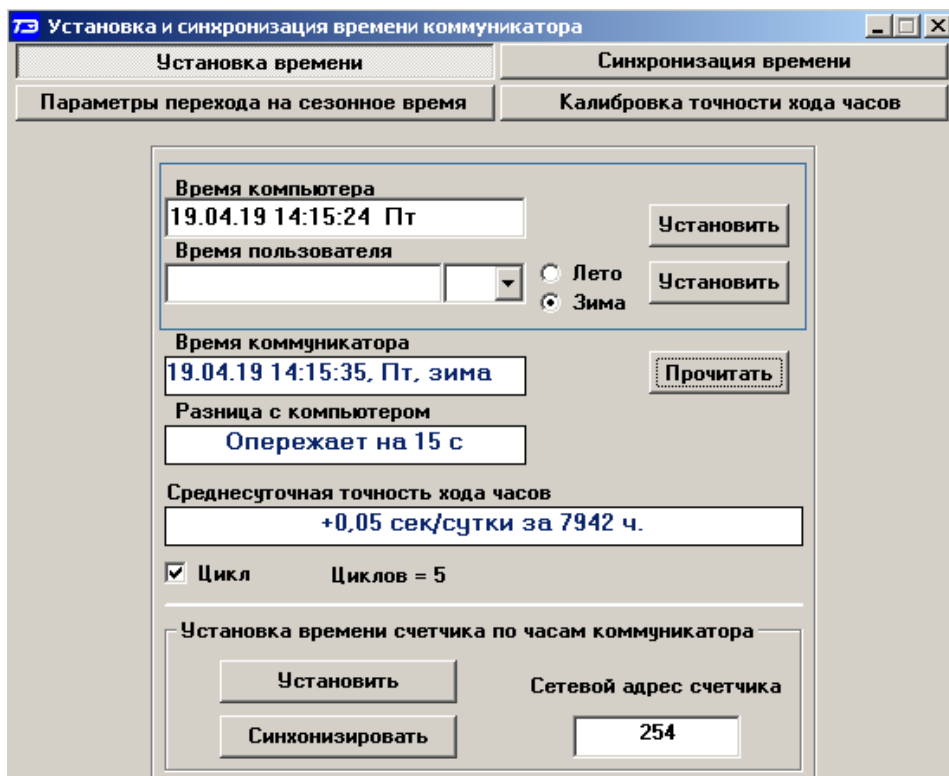 ТЭ Установка и синхронизация времени коммуникатора
Установка времени
Синхронизация времени
Параметры перехода на сезонное время
Калибровка точности хода часов
Время компьютера
19.04.19 14:15:24 Пт
Установить
Время пользователя
Лето
Зима
Установить
Время коммуникатора
19.04.19 14:15:35, Пт, зима
Прочитать
Разница с компьютером
Опережает на 15 с
Среднесуточная точность хода часов
+0,05 сек/сутки за 7942 ч.
Цикл
Циклов = 5
Установка времени счетчика по часам коммуникатора
Установить
Сетевой адрес счетчика
Синхонизировать
254